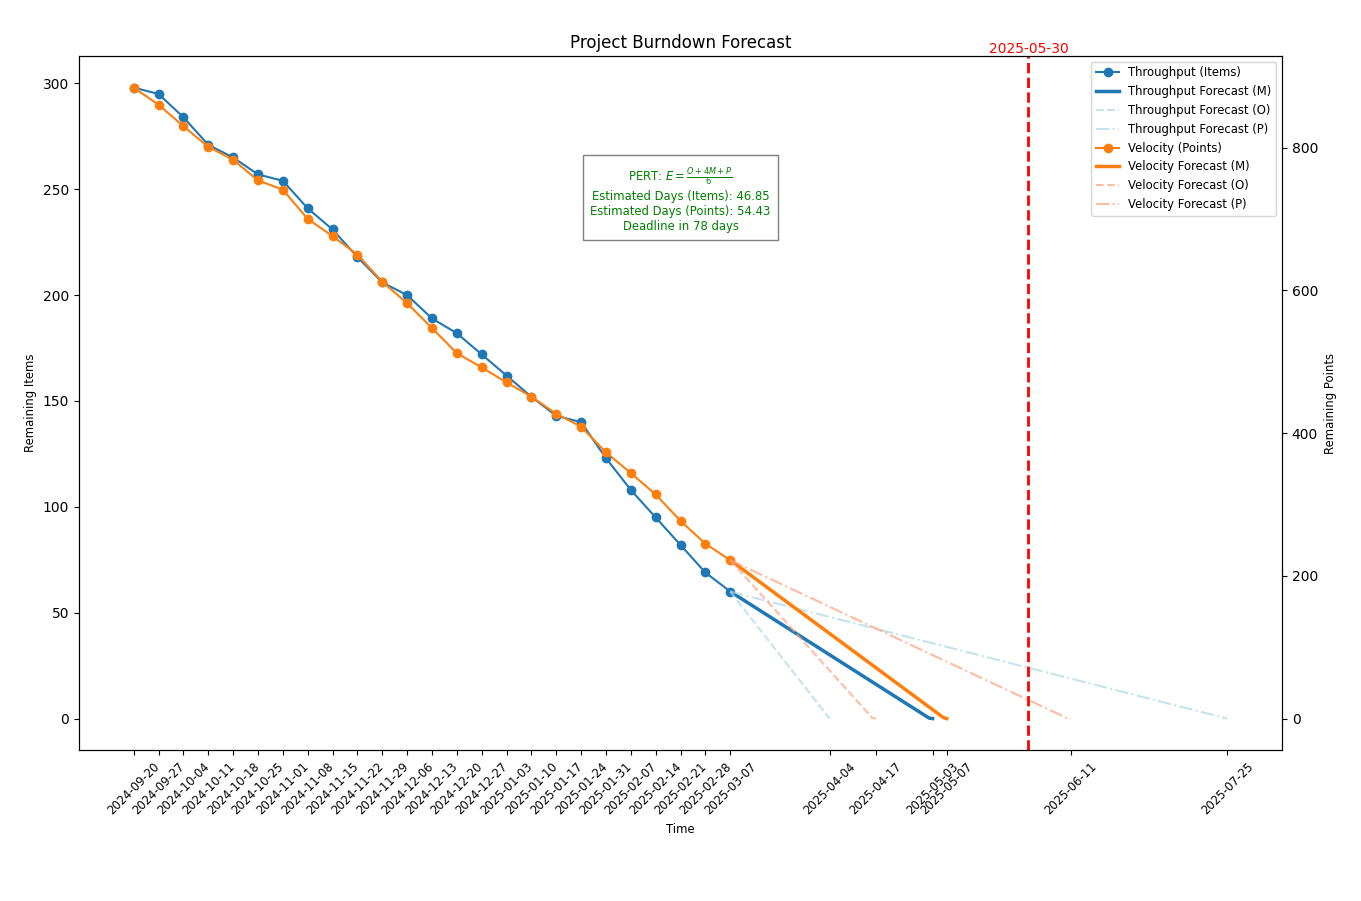 Project Burndown Forecast
2025-05-30
Throughput (Items)
Throughput Forecast (M)
Throughput Forecast (O)
Throughput Forecast (P)
Velocity (Points)
Velocity Forecast (M)
Velocity Forecast (O)
Velocity Forecast (P)
PERT: E = O + 4M + P / 6
Estimated Days (Items): 46.85
Estimated Days (Points): 54.43
Deadline in 78 days
Remaining Items
300
250
200
150
100
50
0
800
600
400
200
0
Remaining Points
2024-09-20
2024-09-27
2024-10-04
2024-10-11
2024-10-18
2024-10-25
2024-11-01
2024-11-08
2024-11-15
2024-11-22
2024-11-29
2024-12-06
2024-12-13
2024-12-20
2024-12-27
2025-01-03
2025-01-10
2025-01-17
2025-01-24
2025-01-31
2025-02-07
2025-02-14
2025-02-21
2025-02-28
2025-03-07
2025-04-04
2025-04-17
2025-05-03
2025-05-07
2025-06-11
2025-07-25
Time